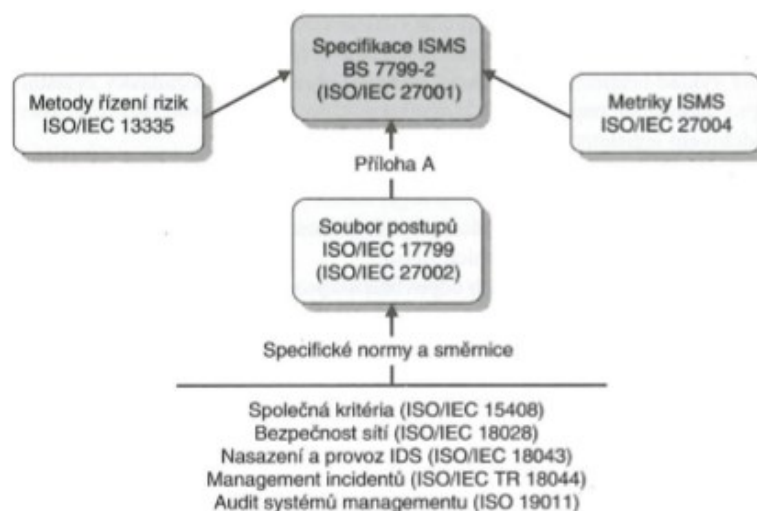 Specifikace ISMS
BS 7799-2
(ISO/IEC 27001)
Metody řízení rizik
ISO/IEC 13335
Metriky ISMS
ISO/IEC 27004
Příloha A
Soubor postupů
ISO/IEC 17799
(ISO/IEC 27002)
Specifické normy a směrnice
Společná kritéria (ISO/IEC 15408)
Bezpečnost sítí (ISO/IEC 18028)
Nasazení a provoz IDS (ISO/IEC 18043)
Management incidentů (ISO/IEC TR 18044)
Audit systémů managementu (ISO 19011)